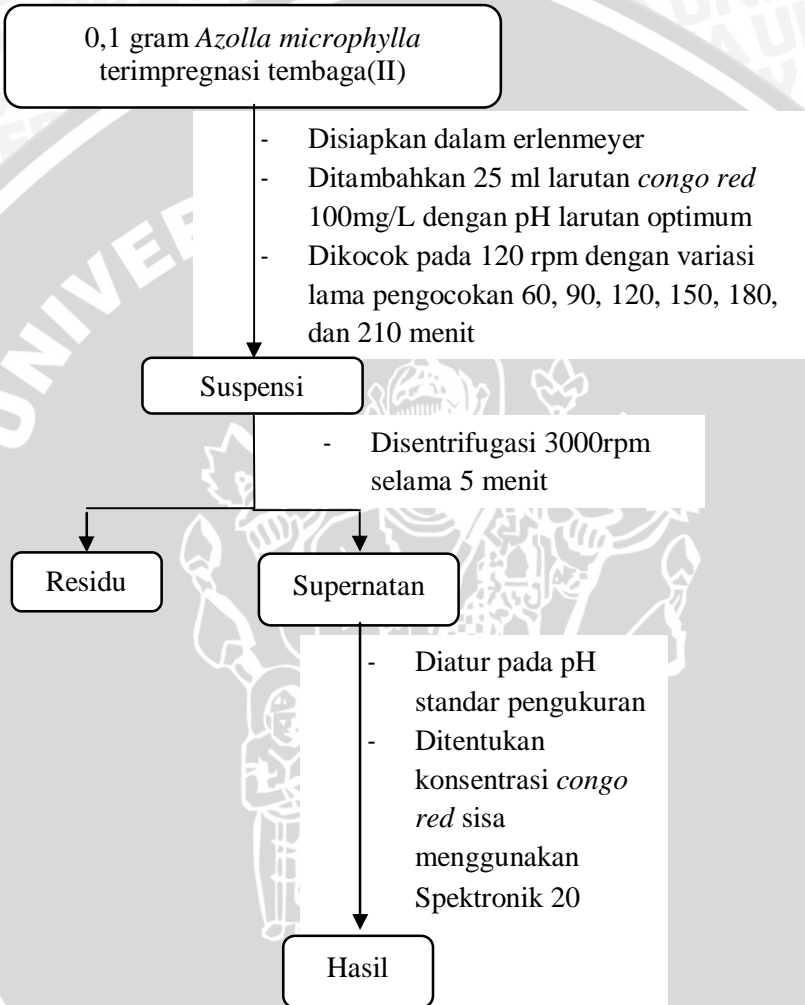 0,1 gram Azolla microphylla
terimpregnasi tembaga(II)
- Disiapkan dalam erlenmeyer
- Ditambahkan 25 ml larutan congo red
100mg/L dengan pH larutan optimum
- Dikocok pada 120 rpm dengan variasi
lama pengocokan 60, 90, 120, 150, 180,
dan 210 menit
Suspensi
- Disentrifugasi 3000rpm
selama 5 menit
Residu
Supernatan
- Diatur pada pH
standar pengukuran
- Ditentukan
konsentrasi congo
red sisa
menggunakan
Spektronik 20
Hasil